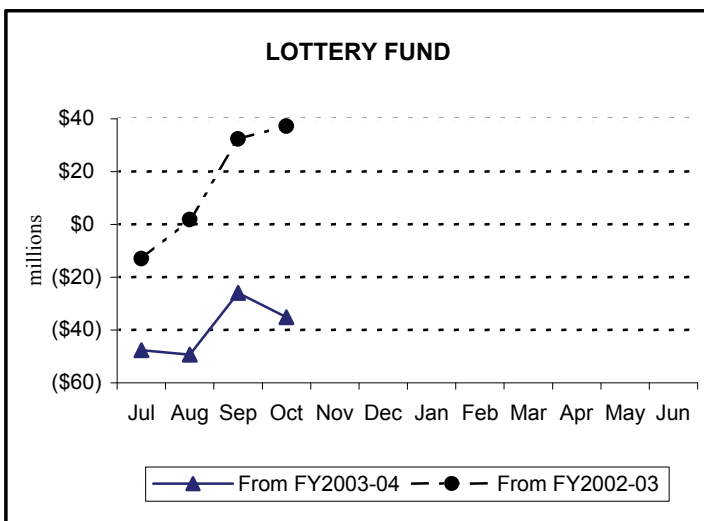 LOTTERY FUND
millions
$40
$20
$0
($20)
($40)
($60)
Jul Aug Sep Oct Nov Dec Jan Feb Mar Apr May Jun
From FY2003-04 From FY2002-03